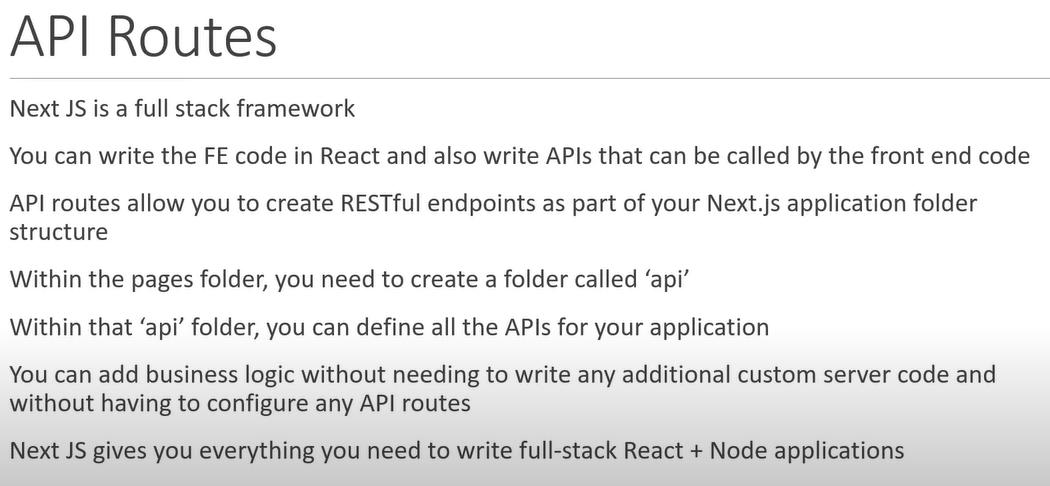 API Routes
Next JS is a full stack framework
You can write the FE code in React and also write APIs that can be called by the front end code
API routes allow you to create RESTful endpoints as part of your Next.js application folder
structure
Within the pages folder, you need to create a folder called ‘api’
Within that ‘api’ folder, you can define all the APIs for your application
You can add business logic without needing to write any additional custom server code and
without having to configure any API routes
Next JS gives you everything you need to write full-stack React + Node applications